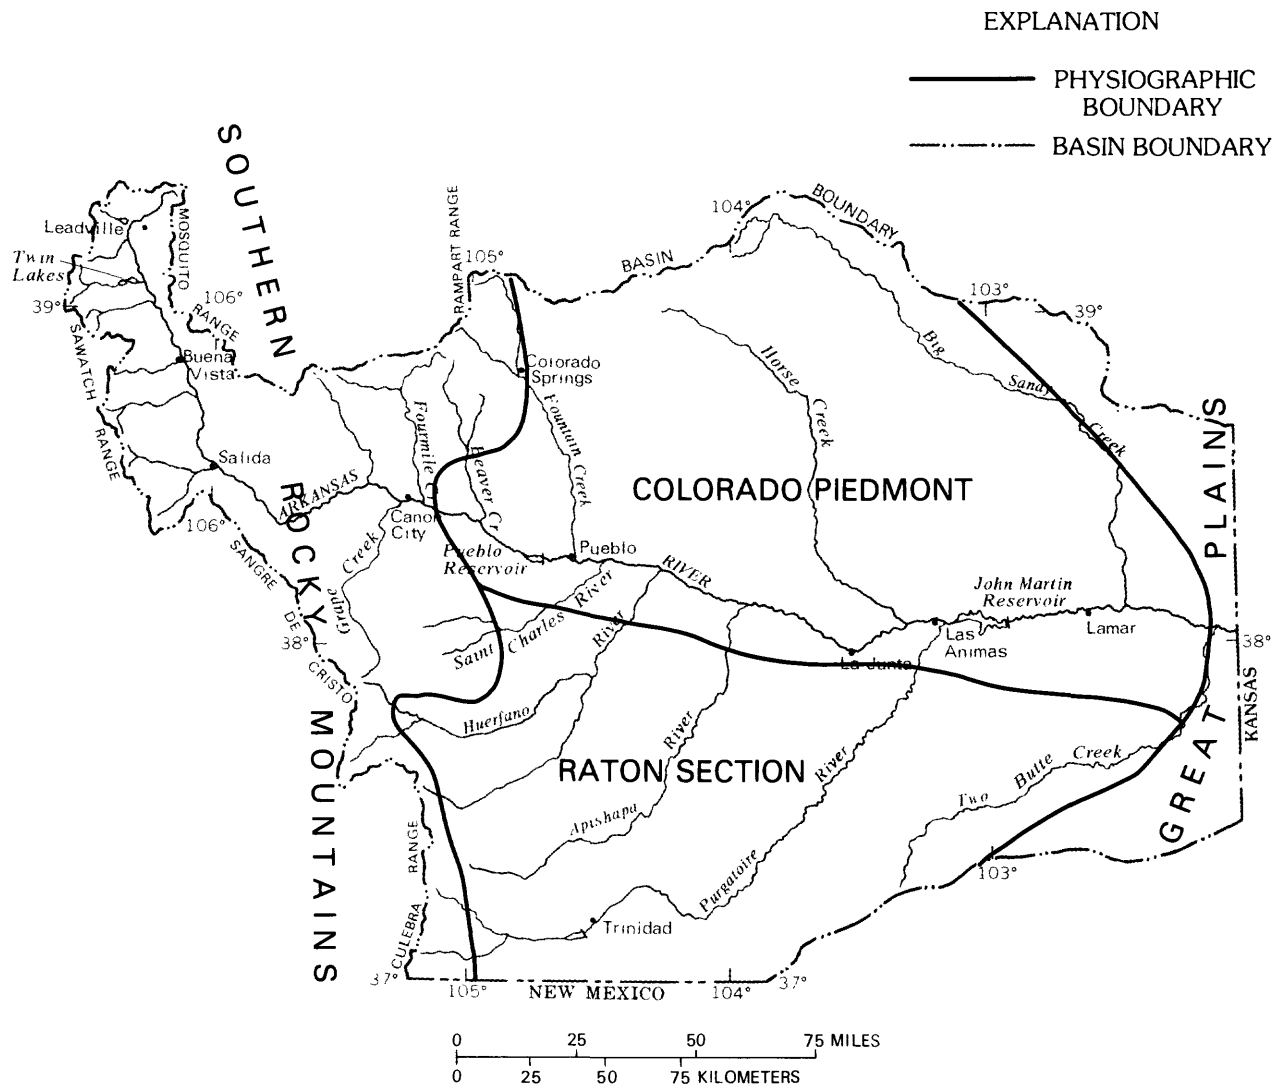 EXPLANATION
PHYSIOGRAPHIC
BOUNDARY
BASIN BOUNDARY
SOUTHERN
ROCKY
MOUNTAINS
GREAT
PLAINS
COLORADO PIEDMONT
RATON SECTION
Leadville
Twin
Lakes
39°
MOSQUITO
RANGE
106°
SAWATCH
RANGE
Buena
Vista
Salida
106°
RAMPART RANGE
105°
BASIN
BOUNDARY
104°
103°
39°
Colorado
Springs
Fountain Creek
Fourmile Cr
Beaver Cr
Horse
Creek
Big
Sandy
Creek
ARKANSAS
RIVER
Canon
City
Grape
Creek
Pueblo
Reservoir
Pueblo
SANGRE
DE
CRISTO
38°
Saint Charles River
Huerfano
River
Apishapa
River
Purgatoire
River
La Junta
Las
Animas
John Martin
Reservoir
Lamar
38°
KANSAS
Two Butte Creek
103°
Trinidad
CULEBRA
RANGE
37°
105°
NEW MEXICO
104°
37°
0 25 50 75 MILES
0 25 50 75 KILOMETERS